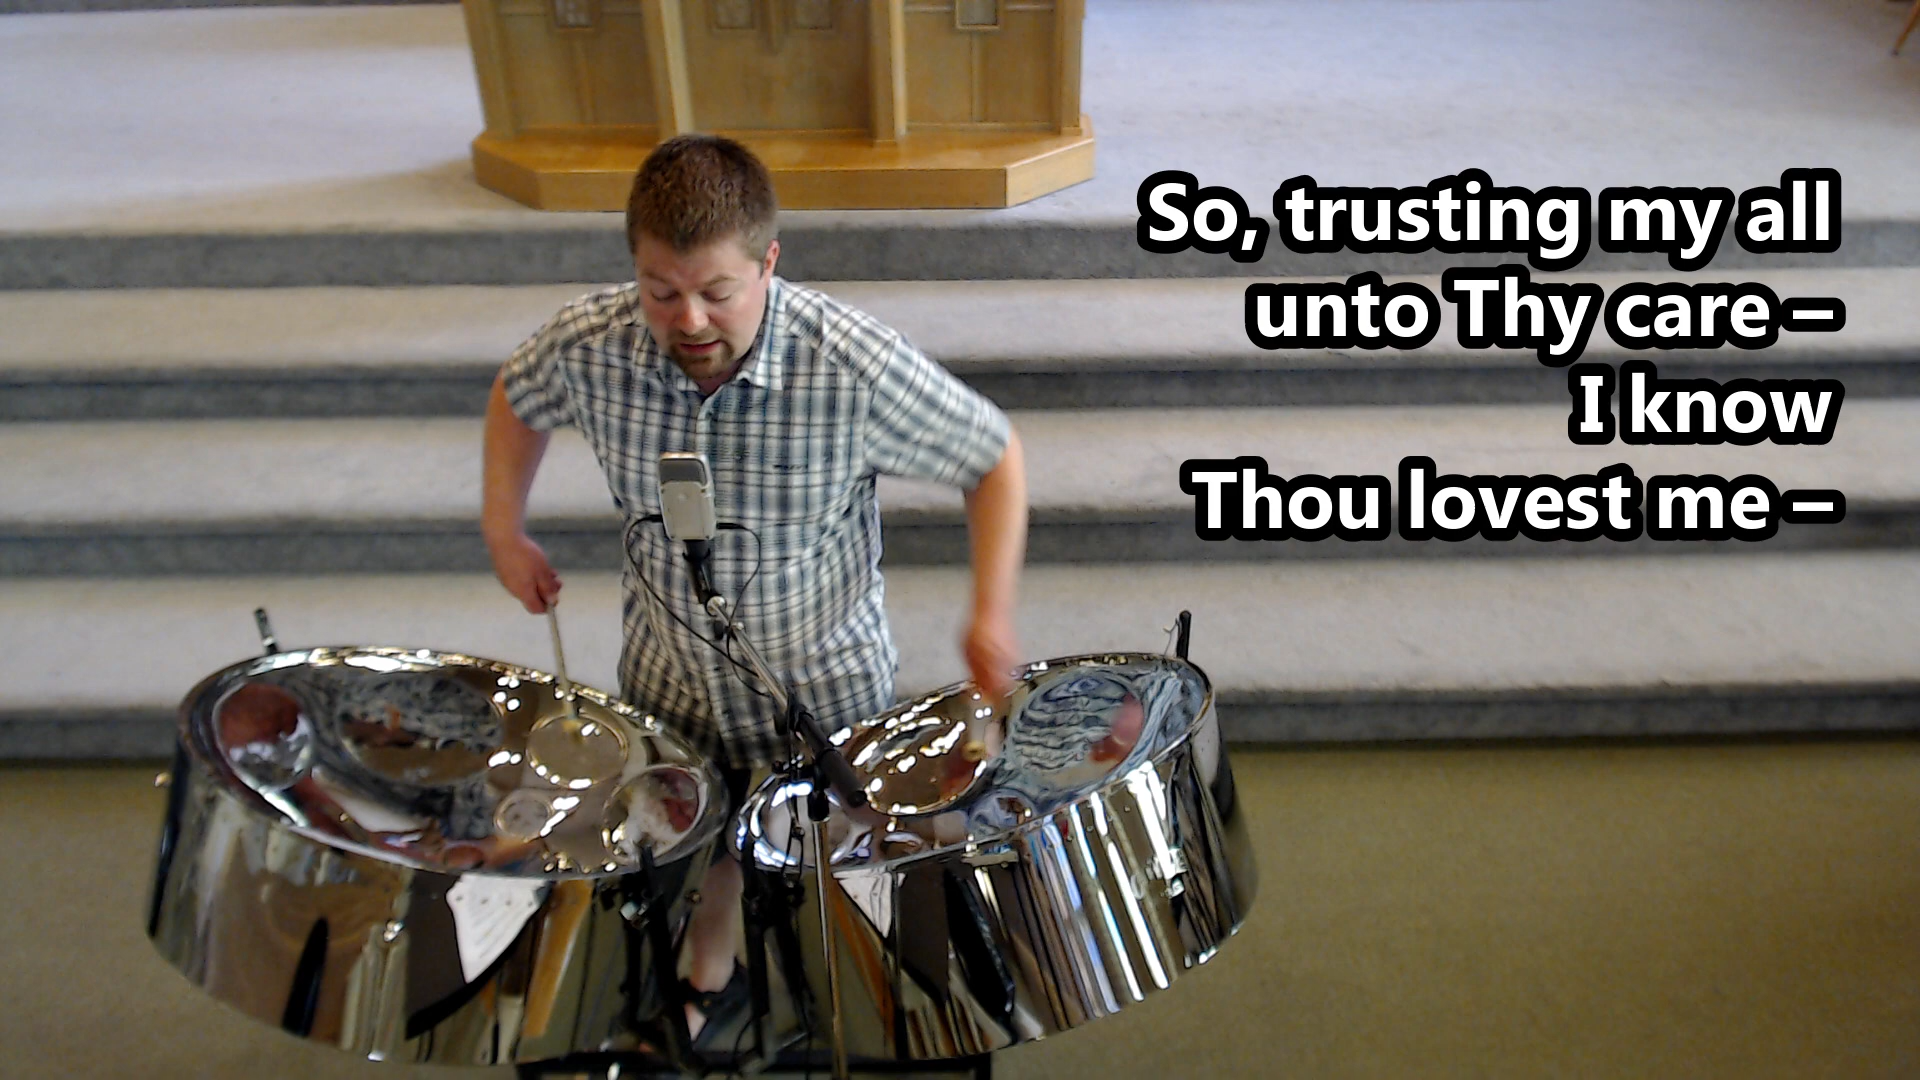 So, trusting my all
unto Thy care –
I know
Thou lovest me –